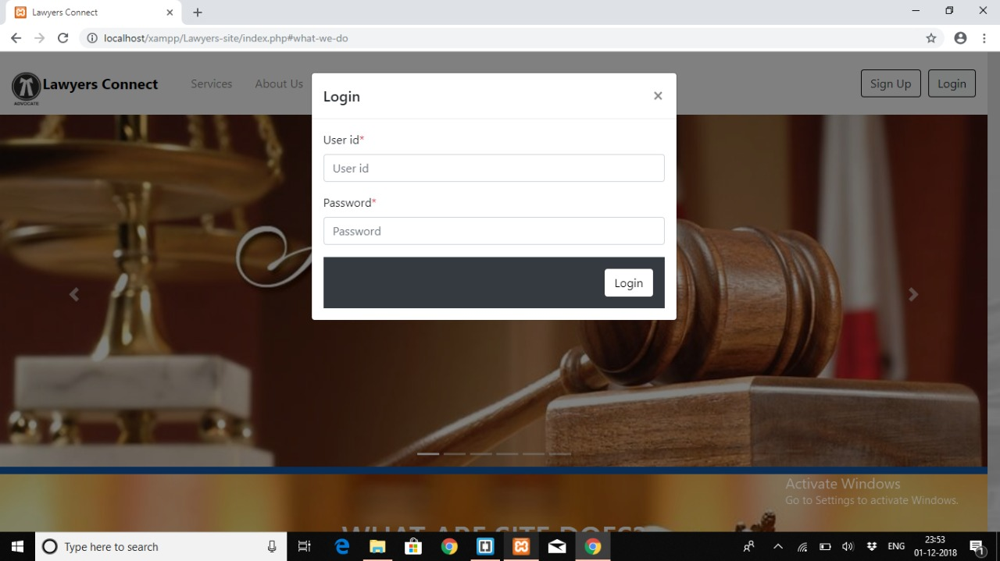 Lawyers Connect
localhost/xampp/Lawyers-site/index.php#what-we-do
ADVOCATE
Lawyers Connect
Services
About Us
Sign Up
Login
Login
User id*
User id
Password*
Password
Login
WHAT ARE SITE DOES?
Activate Windows
Go to Settings to activate Windows.
Type here to search
ENG
23:53
01-12-2018
1